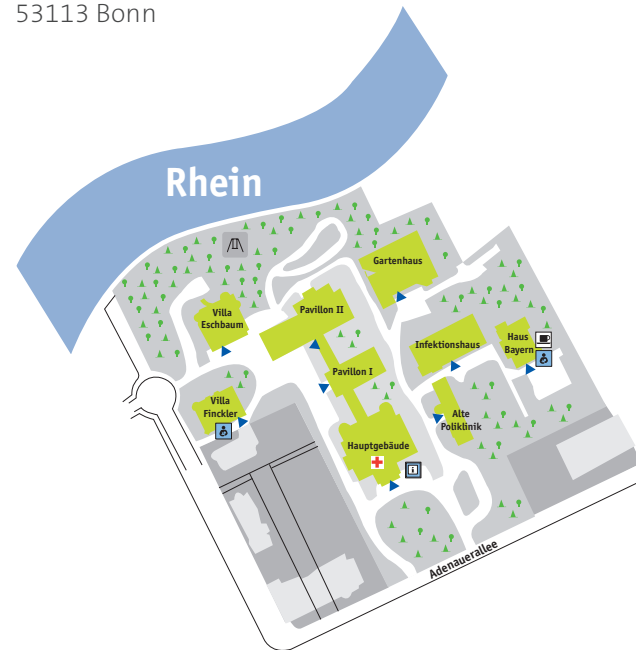 53113 Bonn
Rhein
Gartenhaus
Pavillon II
Villa
Eschbaum
Infektionshaus
Haus
Bayern
Pavillon I
Villa
Finckler
Alte
Poliklinik
Hauptgebäude
i
Adenauerallee